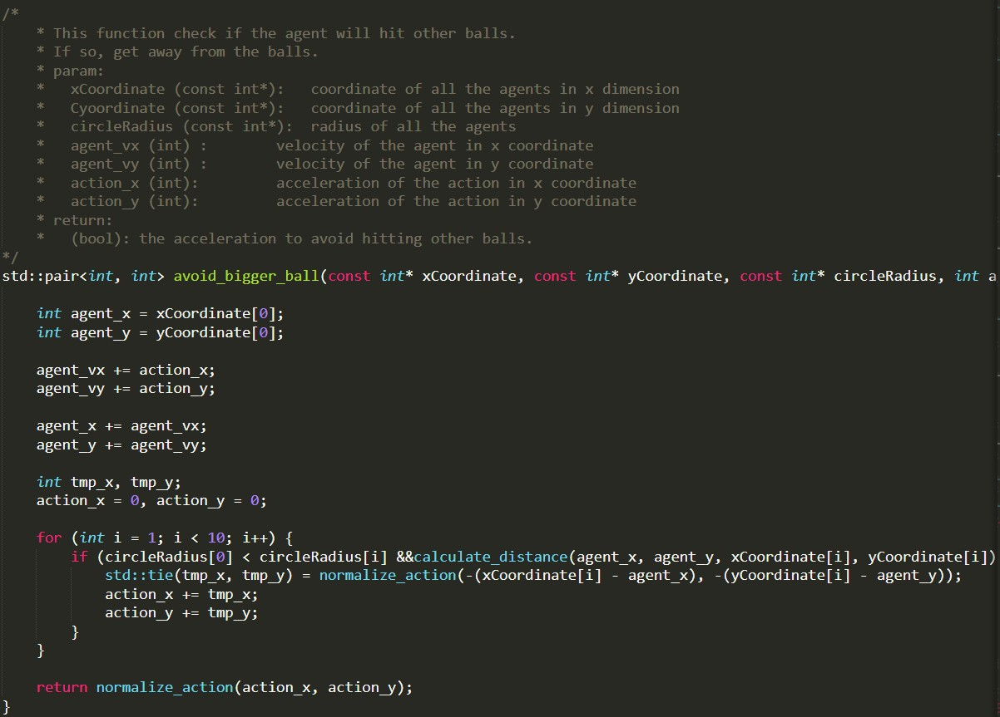 /*
    * This function check if the agent will hit other balls.
    * If so, get away from the balls.
    * param:
    *   xCoordinate (const int*):   coordinate of all the agents in x dimension
    *   Cyoordinate (const int*):   coordinate of all the agents in y dimension
    *   circleRadius (const int*):  radius of all the agents
    *   agent_vx (int) :        velocity of the agent in x coordinate
    *   agent_vy (int) :        velocity of the agent in y coordinate
    *   action_x (int):         acceleration of the action in x coordinate
    *   action_y (int):         acceleration of the action in y coordinate
    * return:
    *   (bool): the acceleration to avoid hitting other balls.
*/
std::pair<int, int> avoid_bigger_ball(const int* xCoordinate, const int* yCoordinate, const int* circleRadius, int a
    int agent_x = xCoordinate[0];
    int agent_y = yCoordinate[0];
    agent_vx += action_x;
    agent_vy += action_y;
    agent_x += agent_vx;
    agent_y += agent_vy;
    int tmp_x, tmp_y;
    action_x = 0, action_y = 0;
    for (int i = 1; i < 10; i++) {
        if (circleRadius[0] < circleRadius[i] &&calculate_distance(agent_x, agent_y, xCoordinate[i], yCoordinate[i])
            std::tie(tmp_x, tmp_y) = normalize_action(-(xCoordinate[i] - agent_x), -(yCoordinate[i] - agent_y));
            action_x += tmp_x;
            action_y += tmp_y;
        }
    }
    return normalize_action(action_x, action_y);
}